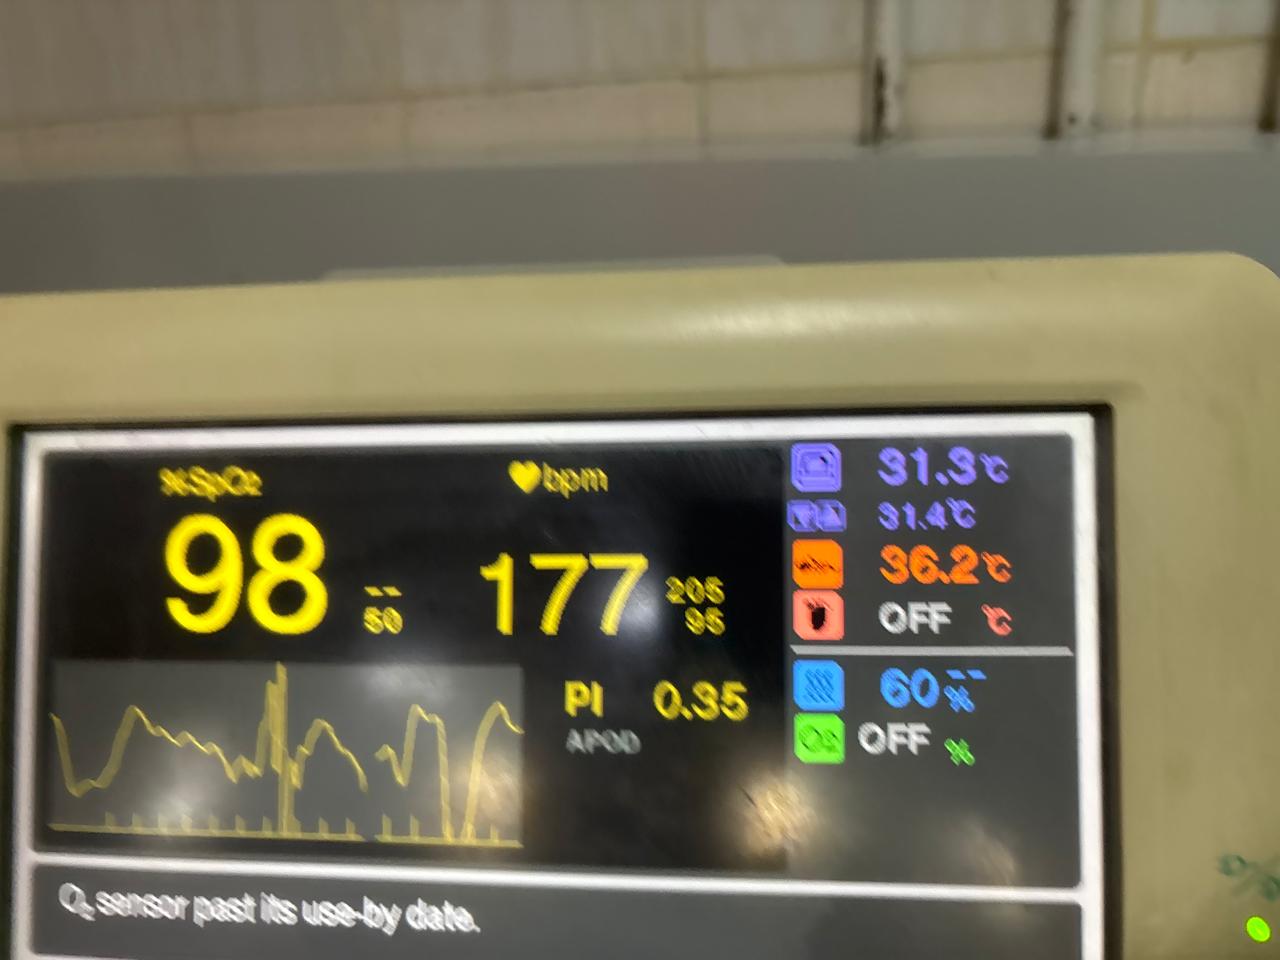 %SpO2
98
--
50
♥bpm
177
205
95
PI 0.35
APOD
31.3°C
31.4°C
36.2°C
OFF °C
60 --%
O2 OFF %
O2 sensor past its use-by date.